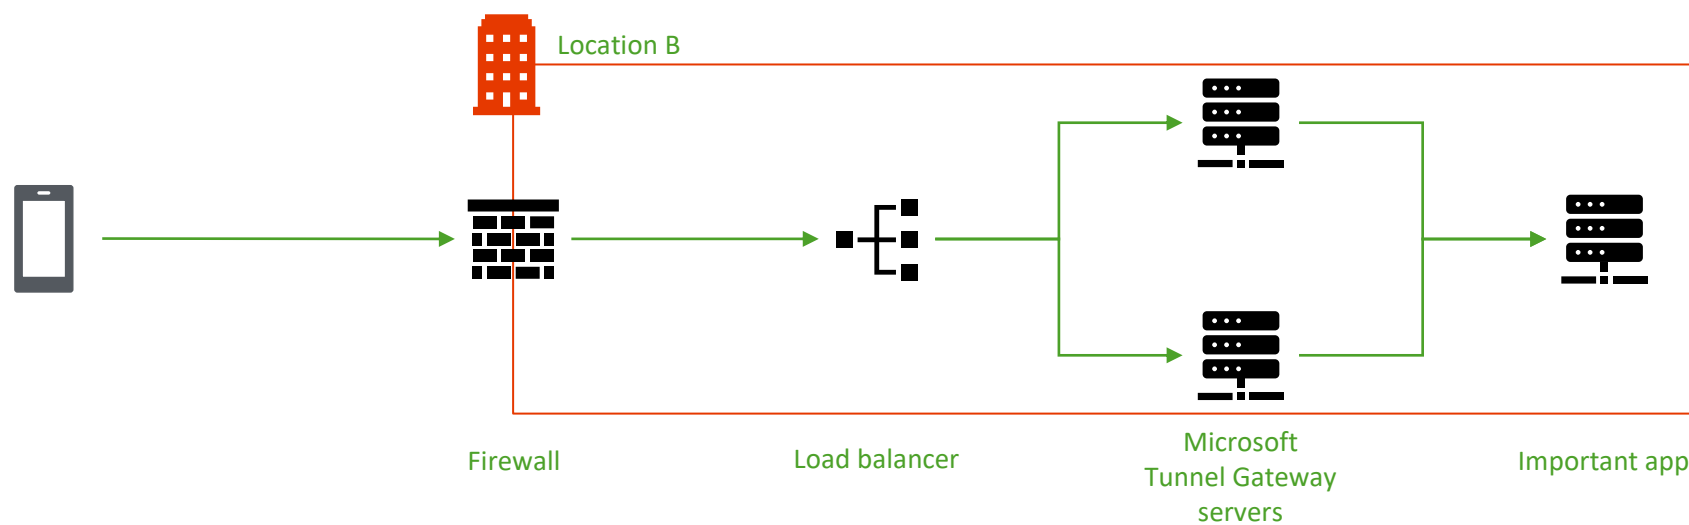 Location B
Firewall
Load balancer
Microsoft
Tunnel Gateway
servers
Important app